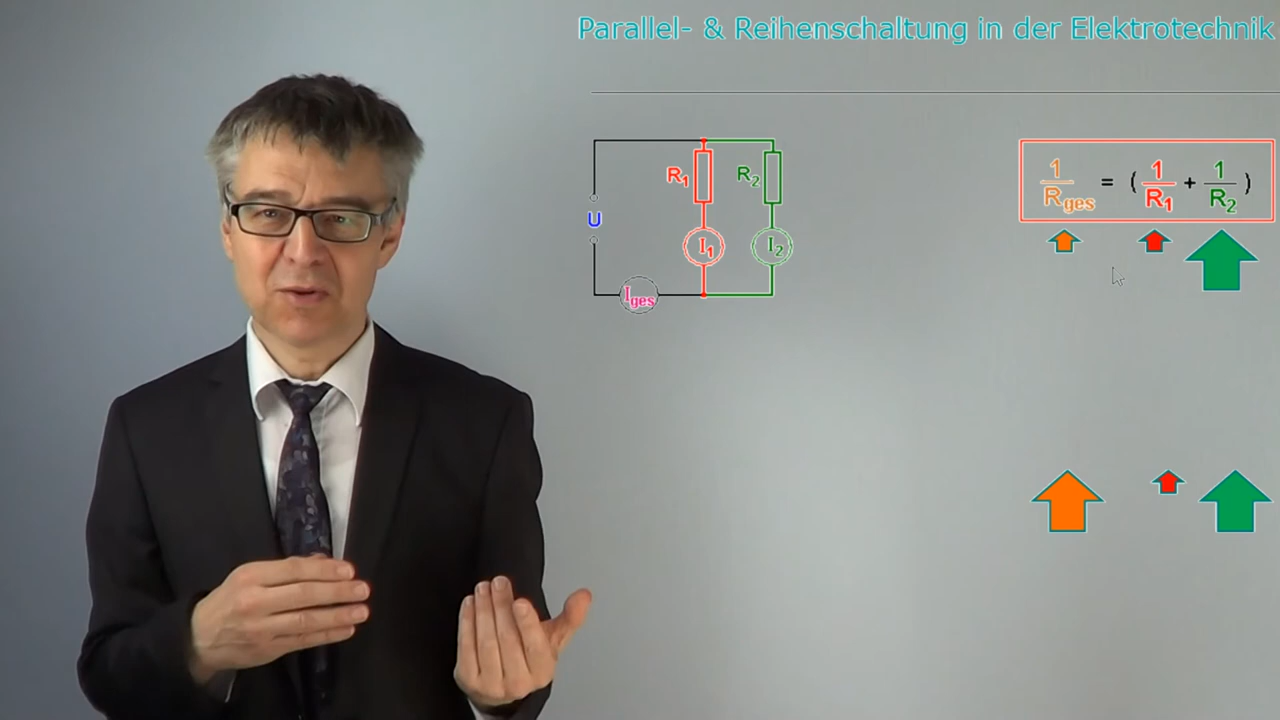 Parallel- & Reihenschaltung in der Elektrotechnik
R1 R2
U
I1 I2
Iges
1/Rges = (1/R1 + 1/R2)